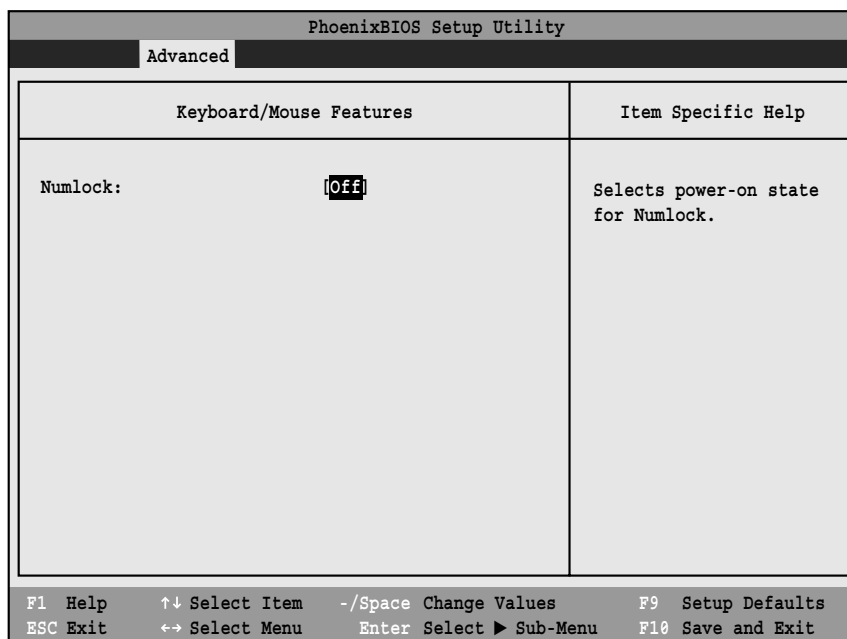 PhoenixBIOS Setup Utility
Advanced
Keyboard/Mouse Features
Item Specific Help
Numlock: [Off]
Selects power-on state
for Numlock.
F1 Help ↑↓ Select Item -/Space Change Values F9 Setup Defaults
ESC Exit ←→ Select Menu Enter Select ▶ Sub-Menu F10 Save and Exit